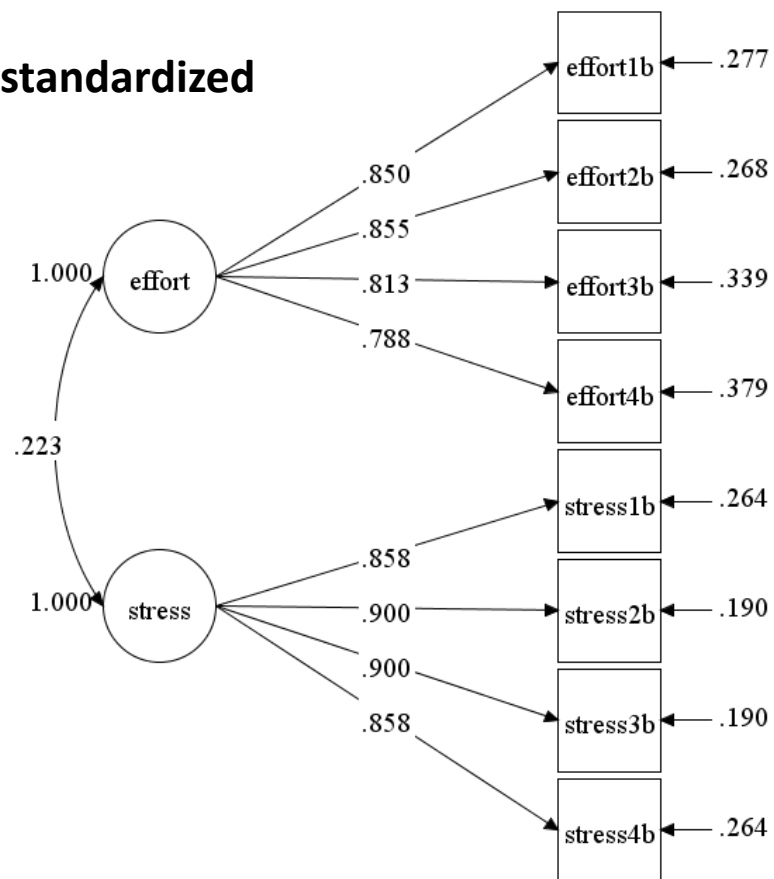 standardized
effort1b
.277
.850
effort2b
.268
.855
1.000
effort
.813
effort3b
.339
.788
effort4b
.379
.223
stress1b
.264
.858
1.000
stress
.900
stress2b
.190
.900
stress3b
.190
.858
stress4b
.264